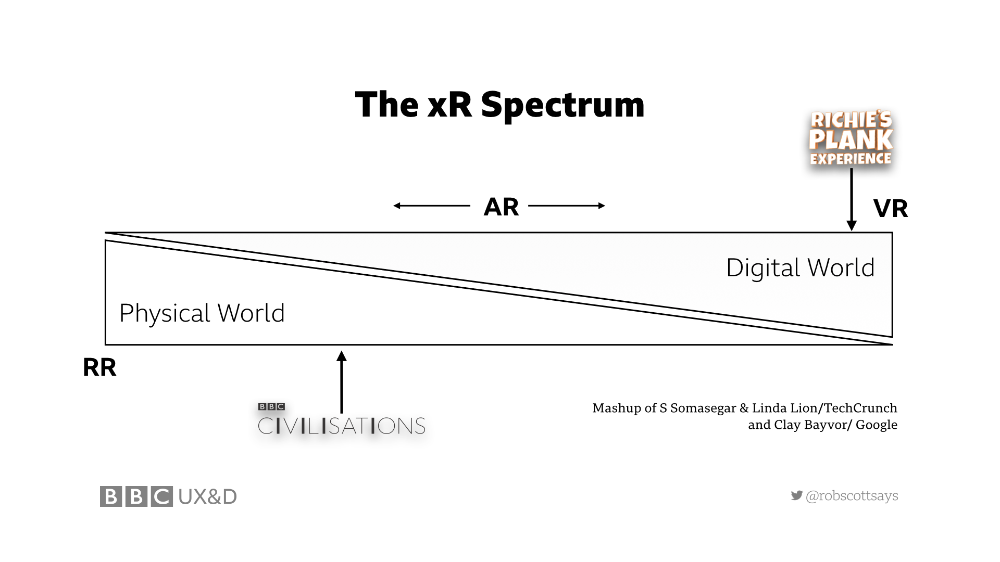 The xR Spectrum
RICHIE'S
PLANK
EXPERIENCE
AR
VR
Digital World
Physical World
RR
BBC
CIVILISATIONS
Mashup of S Somasegar & Linda Lion/TechCrunch
and Clay Bayvor/ Google
BBC UX&D
@robscottsays